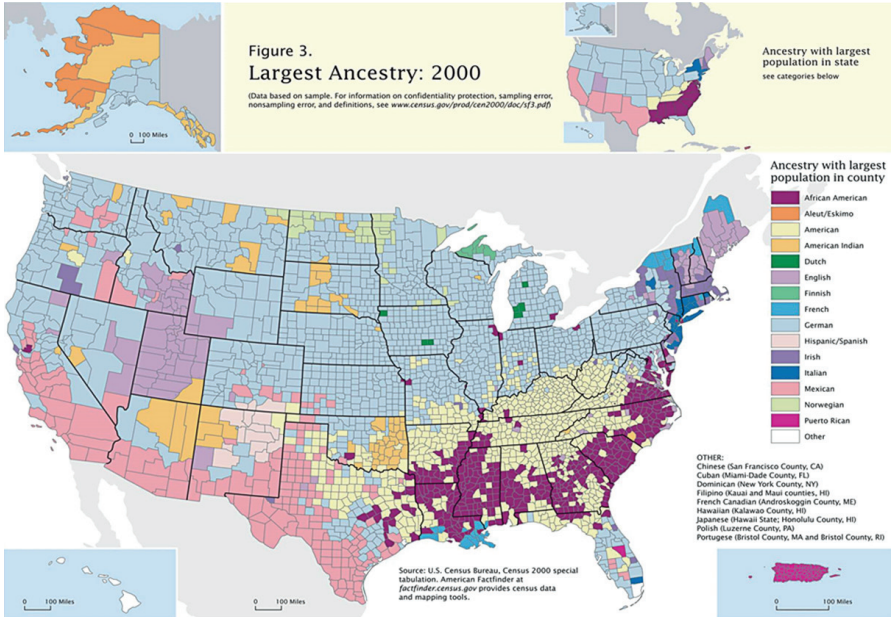 Figure 3.
Largest Ancestry: 2000
(Data based on sample. For information on confidentiality protection, sampling error,
nonsampling error, and definitions, see www.census.gov/prod/cen2000/doc/sf3.pdf)
Ancestry with largest
population in state
see categories below
0 100 Miles
Ancestry with largest
population in county
African American
Aleut/Eskimo
American
American Indian
Dutch
English
Finnish
French
German
Hispanic/Spanish
Irish
Italian
Mexican
Norwegian
Puerto Rican
Other
OTHER:
Chinese (San Francisco County, CA)
Cuban (Miami-Dade County, FL)
Dominican (New York County, NY)
Filipino (Kauai and Maui counties, HI)
French Canadian (Androskoggin County, ME)
Hawaiian (Kalawao County, HI)
Japanese (Hawaii State; Honolulu County, HI)
Polish (Luzerne County, PA)
Portugese (Bristol County, MA and Bristol County, RI)
Source: U.S. Census Bureau, Census 2000 special
tabulation. American Factfinder at
factfinder.census.gov provides census data
and mapping tools.
0 100 Miles
0 100 Miles
0 100 Miles